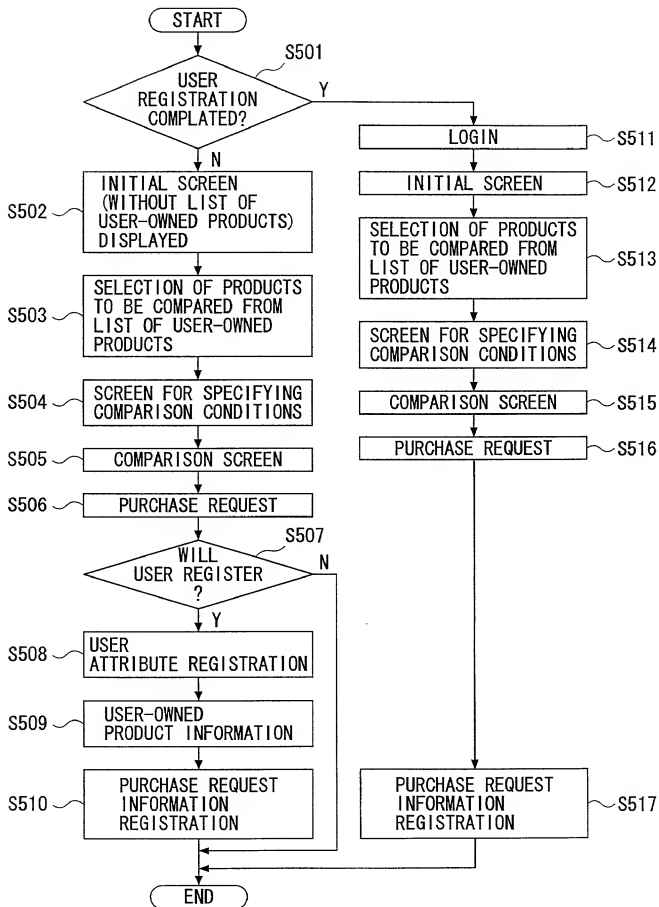 START
S501
USER
REGISTRATION
COMPLATED?
Y
N
S502
INITIAL SCREEN
(WITHOUT LIST OF
USER-OWNED PRODUCTS)
DISPLAYED
S503
SELECTION OF PRODUCTS
TO BE COMPARED FROM
LIST OF USER-OWNED
PRODUCTS
S504
SCREEN FOR SPECIFYING
COMPARISON CONDITIONS
S505
COMPARISON SCREEN
S506
PURCHASE REQUEST
S507
WILL
USER REGISTER
?
N
Y
S508
USER
ATTRIBUTE REGISTRATION
S509
USER-OWNED
PRODUCT INFORMATION
S510
PURCHASE REQUEST
INFORMATION
REGISTRATION
LOGIN
S511
INITIAL SCREEN
S512
SELECTION OF PRODUCTS
TO BE COMPARED FROM
LIST OF USER-OWNED
PRODUCTS
S513
SCREEN FOR SPECIFYING
COMPARISON CONDITIONS
S514
COMPARISON SCREEN
S515
PURCHASE REQUEST
S516
PURCHASE REQUEST
INFORMATION
REGISTRATION
S517
END